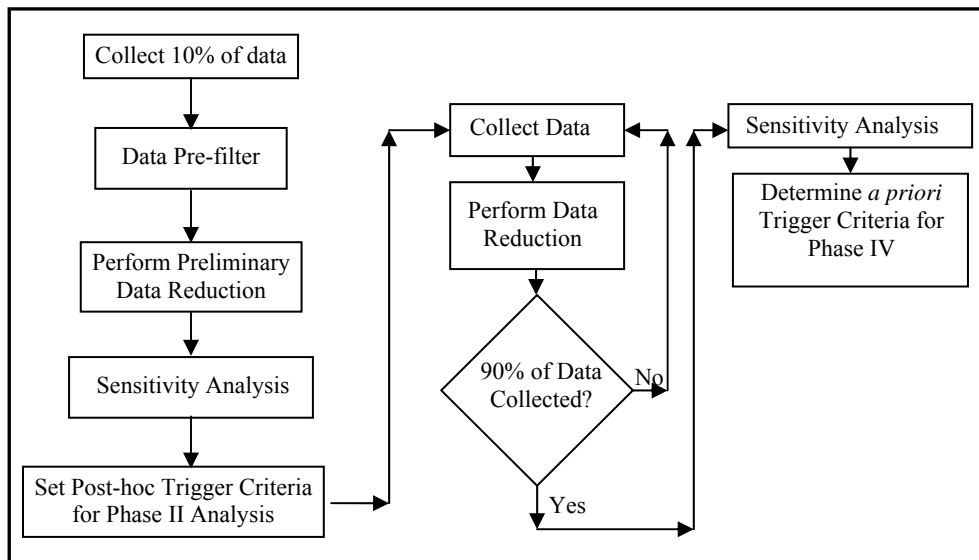 Collect 10% of data
Data Pre-filter
Perform Preliminary
Data Reduction
Sensitivity Analysis
Set Post-hoc Trigger Criteria
for Phase II Analysis
Collect Data
Perform Data
Reduction
90% of Data
Collected?
No
Yes
Sensitivity Analysis
Determine a priori
Trigger Criteria for
Phase IV